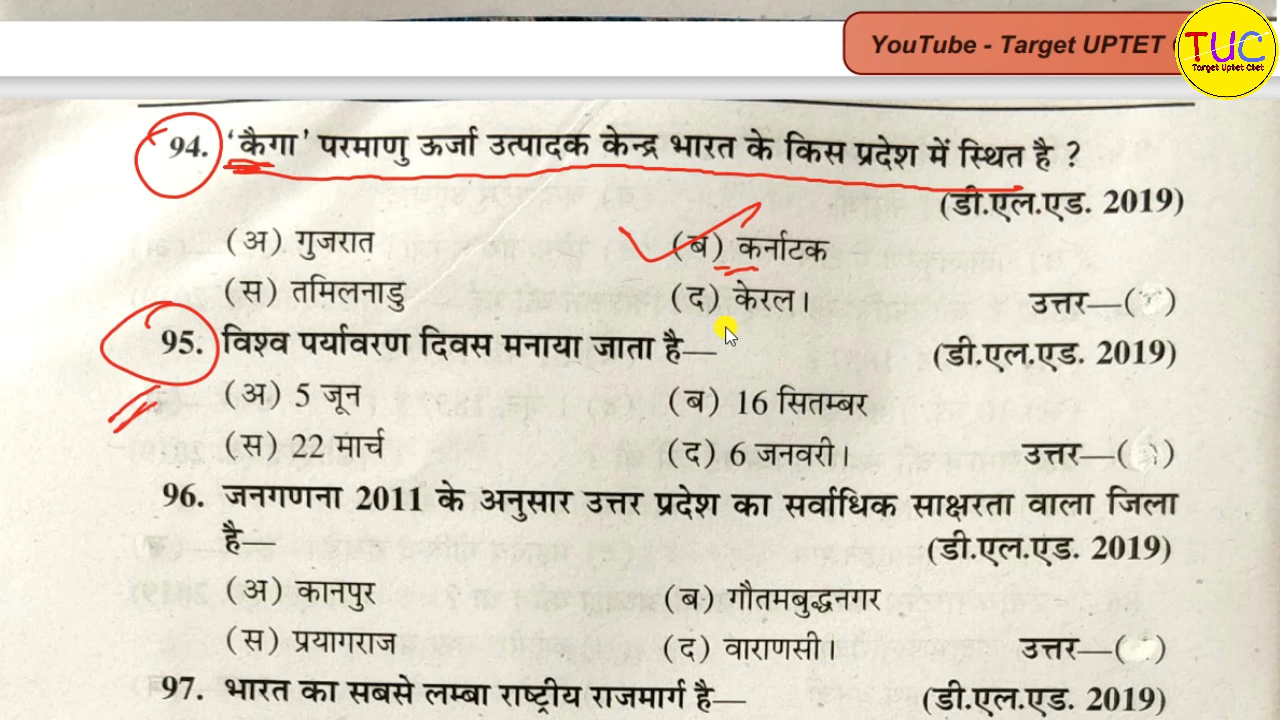 YouTube - Target UPTET
TUC
Target Uptet Ctet
94. 'कैगा' परमाणु ऊर्जा उत्पादक केन्द्र भारत के किस प्रदेश में स्थित है ?
(डी.एल.एड. 2019)
(अ) गुजरात (ब) कर्नाटक
(स) तमिलनाडु (द) केरल। उत्तर—( )
95. विश्व पर्यावरण दिवस मनाया जाता है— (डी.एल.एड. 2019)
(अ) 5 जून (ब) 16 सितम्बर
(स) 22 मार्च (द) 6 जनवरी। उत्तर—( )
96. जनगणना 2011 के अनुसार उत्तर प्रदेश का सर्वाधिक साक्षरता वाला जिला
है— (डी.एल.एड. 2019)
(अ) कानपुर (ब) गौतमबुद्धनगर
(स) प्रयागराज (द) वाराणसी। उत्तर—( )
97. भारत का सबसे लम्बा राष्ट्रीय राजमार्ग है— (डी.एल.एड. 2019)